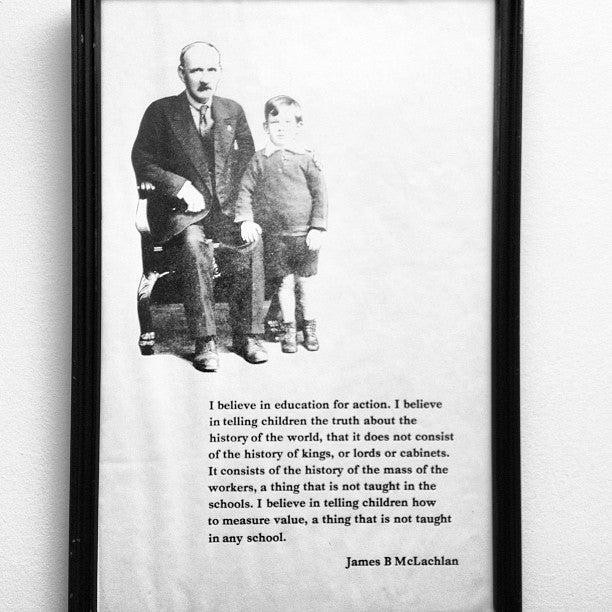 I believe in education for action. I believe
in telling children the truth about the
history of the world, that it does not consist
of the history of kings, or lords or cabinets.
It consists of the history of the mass of the
workers, a thing that is not taught in the
schools. I believe in telling children how
to measure value, a thing that is not taught
in any school.
James B McLachlan